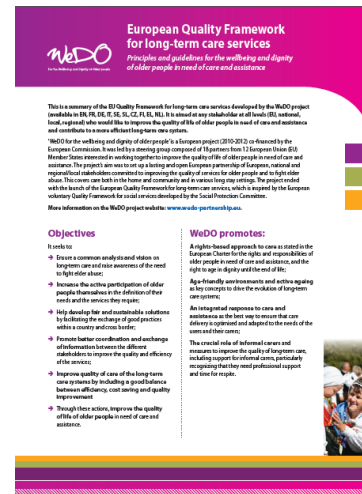 WeDO
For the Wellbeing and Dignity of Older people
European Quality Framework
for long-term care services
Principles and guidelines for the wellbeing and dignity
of older people in need of care and assistance
This is a summary of the EU Quality Framework for long-term care services developed by the WeDO project
(available in EN, FR, DE, IT, SE, SL, CZ, PL, EL, NL). It is aimed at any stakeholder at all levels (EU, national,
local, regional) who would like to improve the quality of life of older people in need of care and assistance
and contribute to a more efficient long-term care system.
'WeDO for the wellbeing and dignity of older people' is a European project (2010-2012) co-financed by the
European Commission. It was led by a steering group composed of 18 partners from 12 European Union (EU)
Member States interested in working together to improve the quality of life of older people in need of care and
assistance. The project's aim was to set up a lasting and open European partnership of European, national and
regional/local stakeholders committed to improving the quality of services for older people and to fight elder
abuse. This covers care both in the home and community and in various long stay settings. The project ended
with the launch of the European Quality Framework for long-term care services, which is inspired by the European
voluntary Quality Framework for social services developed by the Social Protection Committee.
More information on the WeDO project website: www.wedo-partnership.eu.
Objectives
It seeks to:
➔ Ensure a common analysis and vision on
long-term care and raise awareness of the need
to fight elder abuse;
➔ Increase the active participation of older
people themselves in the definition of their
needs and the services they require;
➔ Help develop fair and sustainable solutions
by facilitating the exchange of good practices
within a country and cross border;
➔ Promote better coordination and exchange
of information between the different
stakeholders to improve the quality and efficiency
of the services;
➔ Improve quality of care of the long-term
care systems by including a good balance
between efficiency, cost saving and quality
improvement
➔ Through these actions, improve the quality
of life of older people in need of care and
assistance.
WeDO promotes:
A rights-based approach to care as stated in the
European Charter for the rights and responsibilities of
older people in need of care and assistance, and the
right to age in dignity until the end of life;
Age-friendly environments and active ageing
as key concepts to drive the evolution of long-term
care systems;
An integrated response to care and
assistance as the best way to ensure that care
delivery is optimised and adapted to the needs of the
users and their carers;
The crucial role of informal carers and
measures to improve the quality of long-term care,
including support for informal carers, particularly
recognizing that they need professional support
and time for respite.